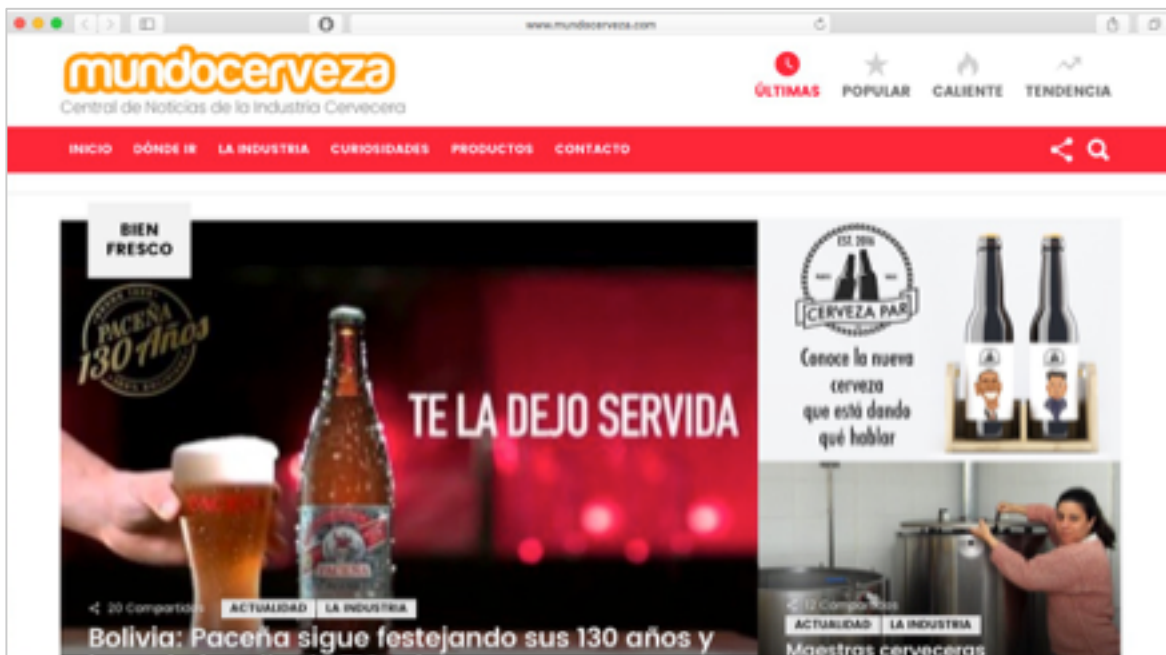 www.mundocerveza.com
mundocerveza
Central de Noticias de la Industria Cervecera
ÚLTIMAS POPULAR CALIENTE TENDENCIA
INICIO DÓNDE IR LA INDUSTRIA CURIOSIDADES PRODUCTOS CONTACTO
BIEN
FRESCO
PACEÑA
130 Años
TE LA DEJO SERVIDA
PACEÑA
20 Compartidos ACTUALIDAD LA INDUSTRIA
Bolivia: Paceña sigue festejando sus 130 años y
EST. 2016
CERVEZA PAR
Conoce la nueva
cerveza
que está dando
qué hablar
12 Compartidos
ACTUALIDAD LA INDUSTRIA
Maestras cerveceras